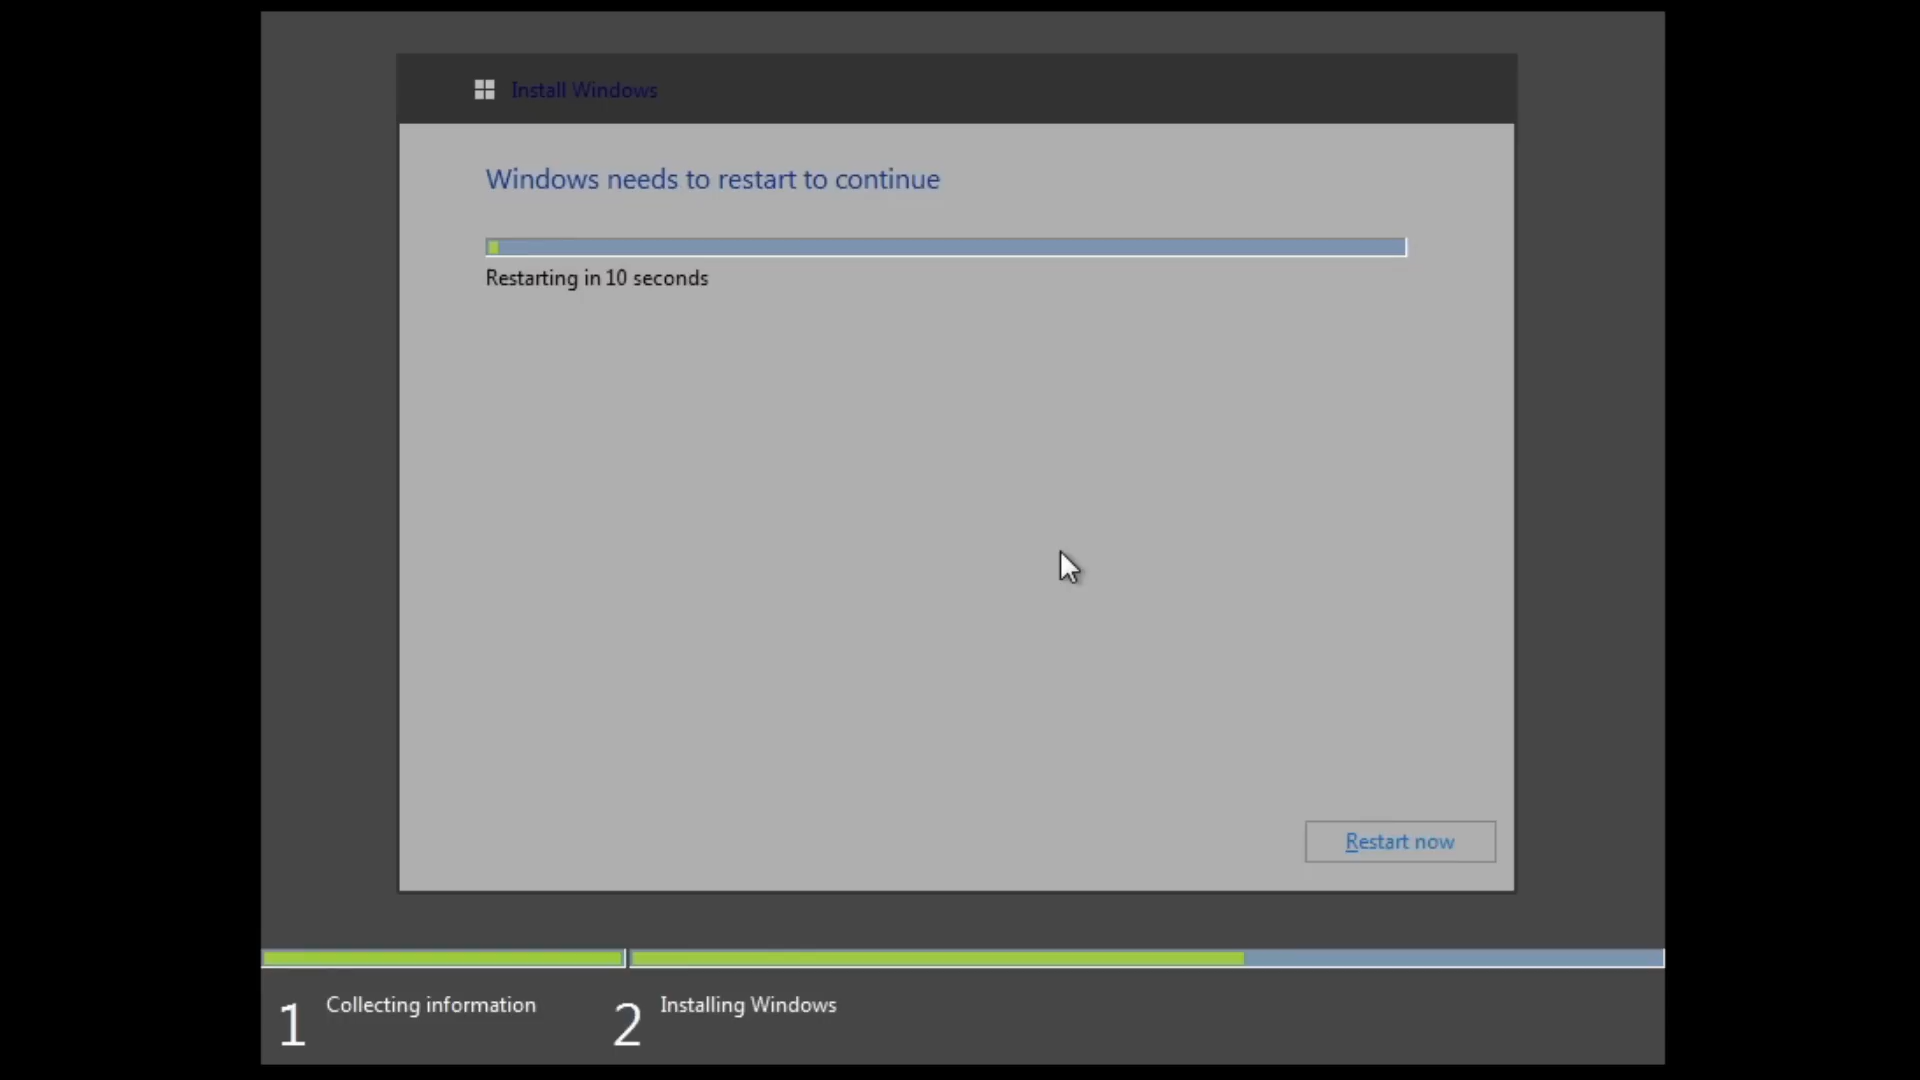 Install Windows
Windows needs to restart to continue
Restarting in 10 seconds
Restart now
1 Collecting information
2 Installing Windows